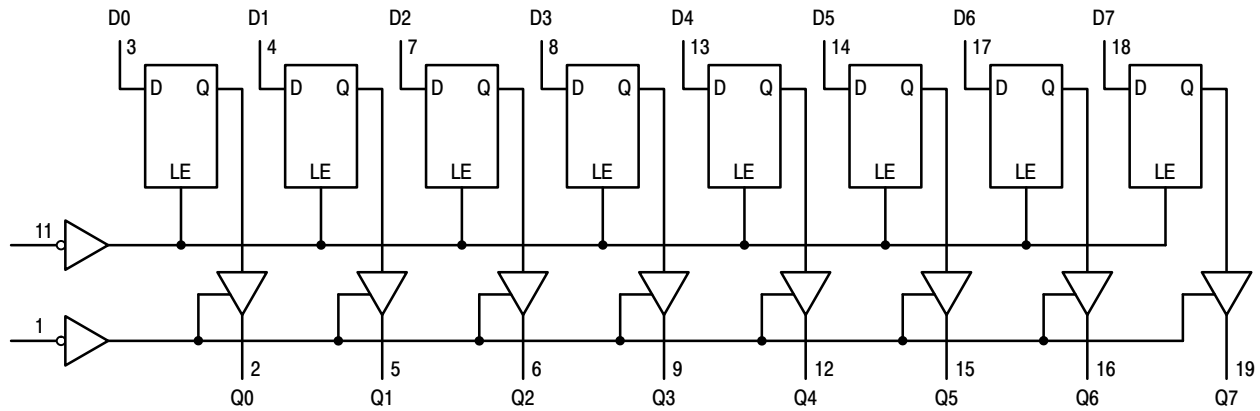 D0 D1 D2 D3 D4 D5 D6 D7
3 4 7 8 13 14 17 18
D Q D Q D Q D Q D Q D Q D Q D Q
LE LE LE LE LE LE LE LE
11
1
2 5 6 9 12 15 16 19
Q0 Q1 Q2 Q3 Q4 Q5 Q6 Q7